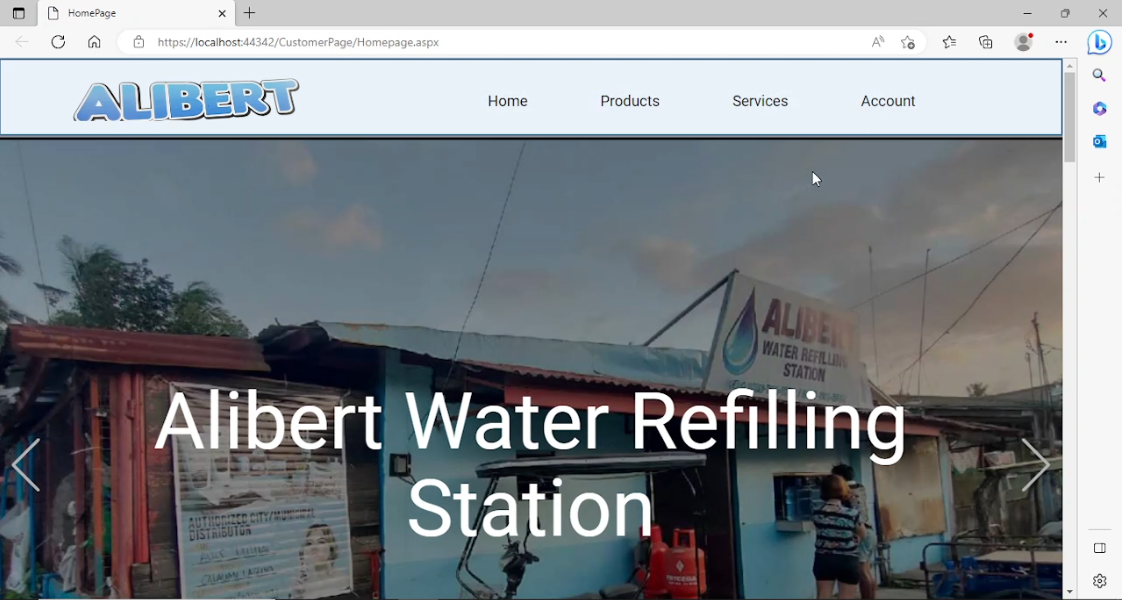 HomePage
https://localhost:44342/CustomerPage/Homepage.aspx
ALIBERT
Home
Products
Services
Account
ALIBERT
WATER REFILLING
STATION
Alibert Water Refilling
Station
AUTHORIZED CITY/MUNICIPAL
DISTRIBUTOR